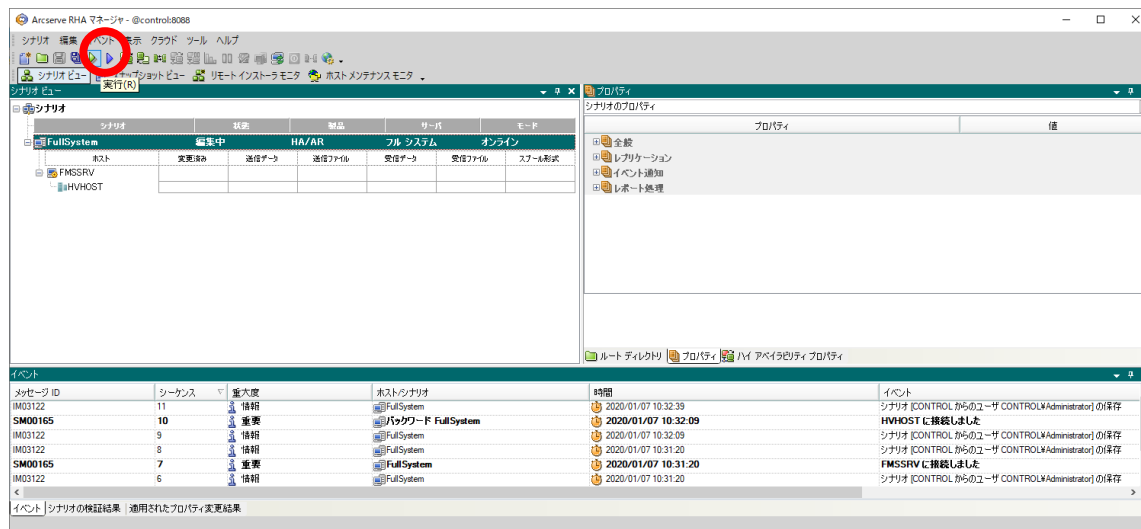 Arcserve RHA マネージャ - @control:8088
シナリオ 編集 ベント 表示 クラウド ツール ヘルプ
シナリオ ビュー ナップショット ビュー リモート インストーラ モニタ ホスト メンテナンス モニタ
実行(R)
シナリオ ビュー
シナリオ
シナリオ 状態 製品 サーバ モード
FullSystem 編集中 HA/AR フル システム オンライン
ホスト 変更済み 送信データ 送信ファイル 受信データ 受信ファイル スプール形式
FMSSRV
HVHOST
プロパティ
シナリオのプロパティ
プロパティ 値
全般
レプリケーション
イベント通知
レポート処理
ルート ディレクトリ プロパティ ハイ アベイラビリティ プロパティ
イベント
メッセージ ID シーケンス 重大度 ホスト/シナリオ 時間 イベント
IM03122 11 情報 FullSystem 2020/01/07 10:32:39 シナリオ [CONTROL からのユーザ CONTROL¥Administrator] の保存
SM00165 10 重要 バックワード FullSystem 2020/01/07 10:32:09 HVHOST に接続しました
IM03122 9 情報 FullSystem 2020/01/07 10:32:09 シナリオ [CONTROL からのユーザ CONTROL¥Administrator] の保存
IM03122 8 情報 FullSystem 2020/01/07 10:31:20 シナリオ [CONTROL からのユーザ CONTROL¥Administrator] の保存
SM00165 7 重要 FullSystem 2020/01/07 10:31:20 FMSSRV に接続しました
IM03122 6 情報 FullSystem 2020/01/07 10:31:20 シナリオ [CONTROL からのユーザ CONTROL¥Administrator] の保存
イベント シナリオの検証結果 適用されたプロパティ変更結果